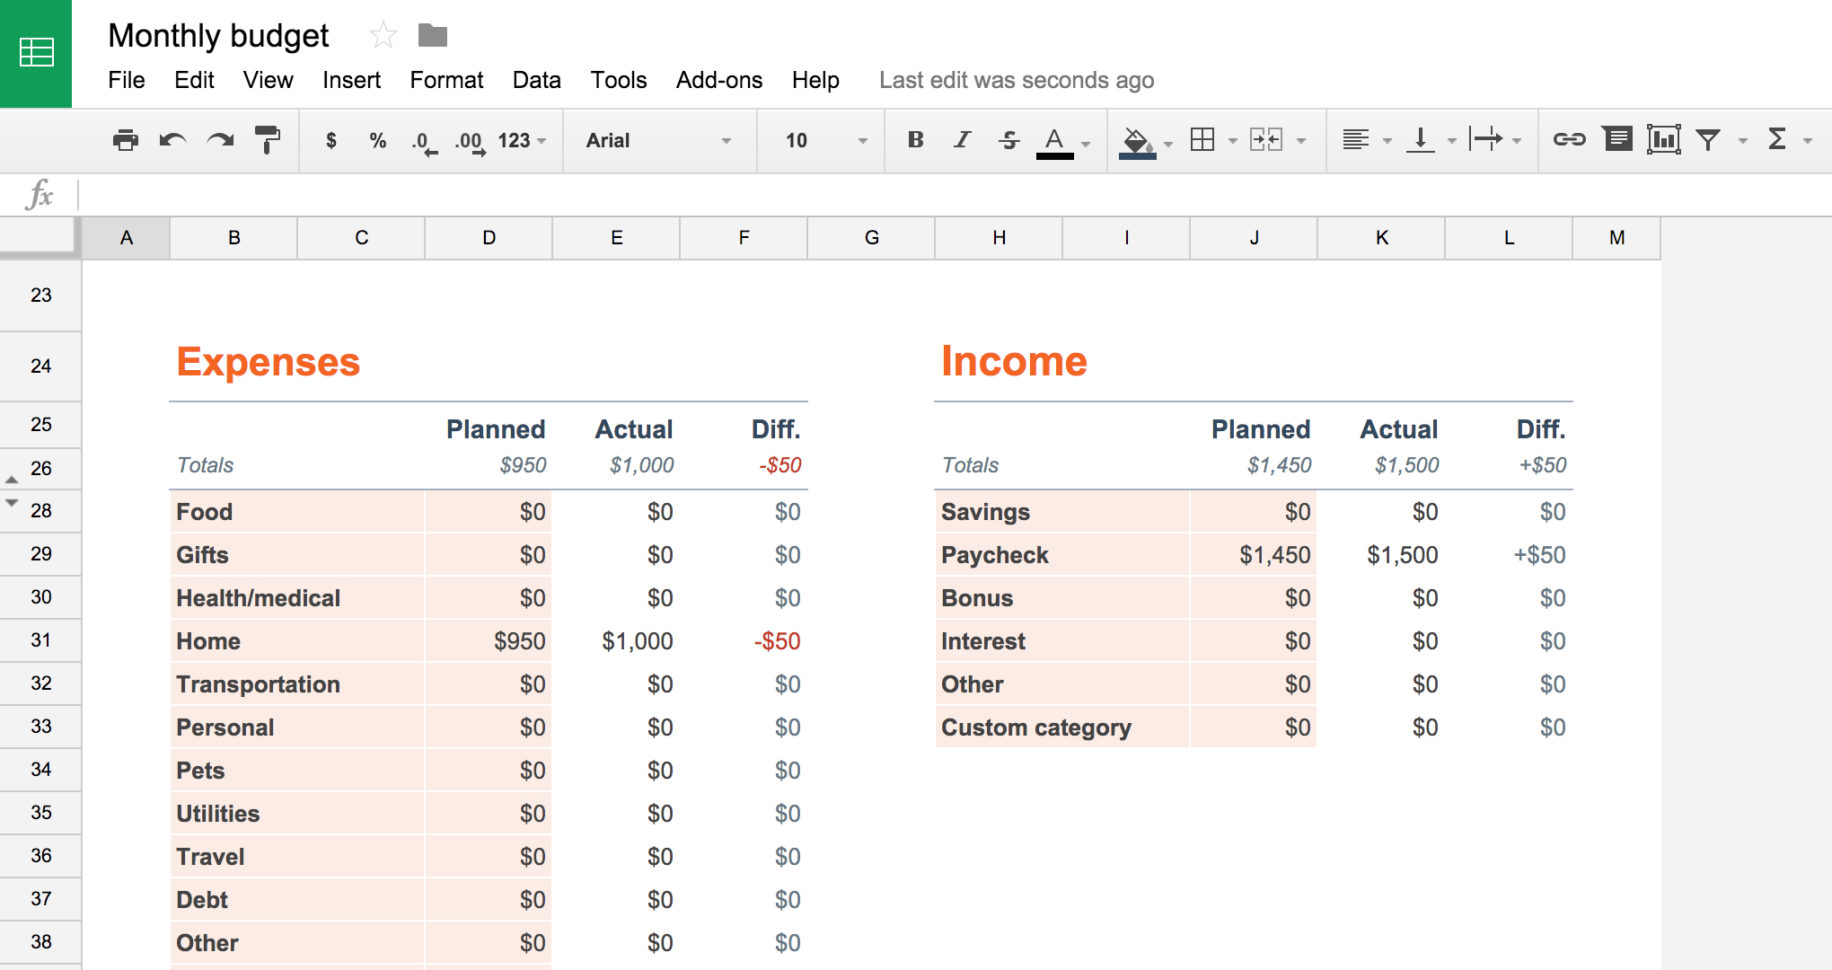 Monthly budget
File Edit View Insert Format Data Tools Add-ons Help Last edit was seconds ago
$ % .0 .00 123 Arial 10 B I S A Σ
fx
A B C D E F G H I J K L M
23
24 Expenses Income
25 Planned Actual Diff. Planned Actual Diff.
26 Totals $950 $1,000 -$50 Totals $1,450 $1,500 +$50
28 Food $0 $0 $0 Savings $0 $0 $0
29 Gifts $0 $0 $0 Paycheck $1,450 $1,500 +$50
30 Health/medical $0 $0 $0 Bonus $0 $0 $0
31 Home $950 $1,000 -$50 Interest $0 $0 $0
32 Transportation $0 $0 $0 Other $0 $0 $0
33 Personal $0 $0 $0 Custom category $0 $0 $0
34 Pets $0 $0 $0
35 Utilities $0 $0 $0
36 Travel $0 $0 $0
37 Debt $0 $0 $0
38 Other $0 $0 $0